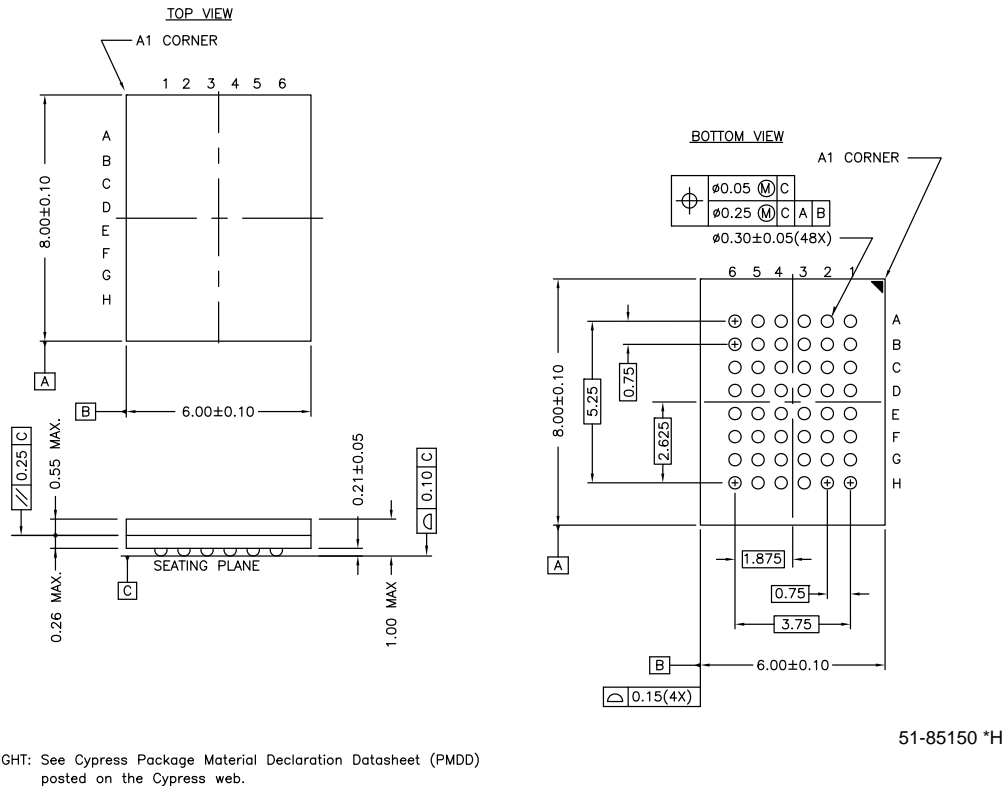 TOP VIEW
A1 CORNER
1 2 3 4 5 6
A
B
C
D
E
F
G
H
8.00±0.10
A
B
6.00±0.10
// 0.25 C
0.55 MAX.
0.21±0.05
0.10 C
SEATING PLANE
C
0.26 MAX.
1.00 MAX
BOTTOM VIEW
A1 CORNER
ø0.05 Ⓜ C
ø0.25 Ⓜ C A B
ø0.30±0.05(48X)
6 5 4 3 2 1
A
B
C
D
E
F
G
H
8.00±0.10
5.25
0.75
2.625
A
1.875
0.75
3.75
B
6.00±0.10
0.15(4X)
51-85150 *H
GHT: See Cypress Package Material Declaration Datasheet (PMDD)
posted on the Cypress web.